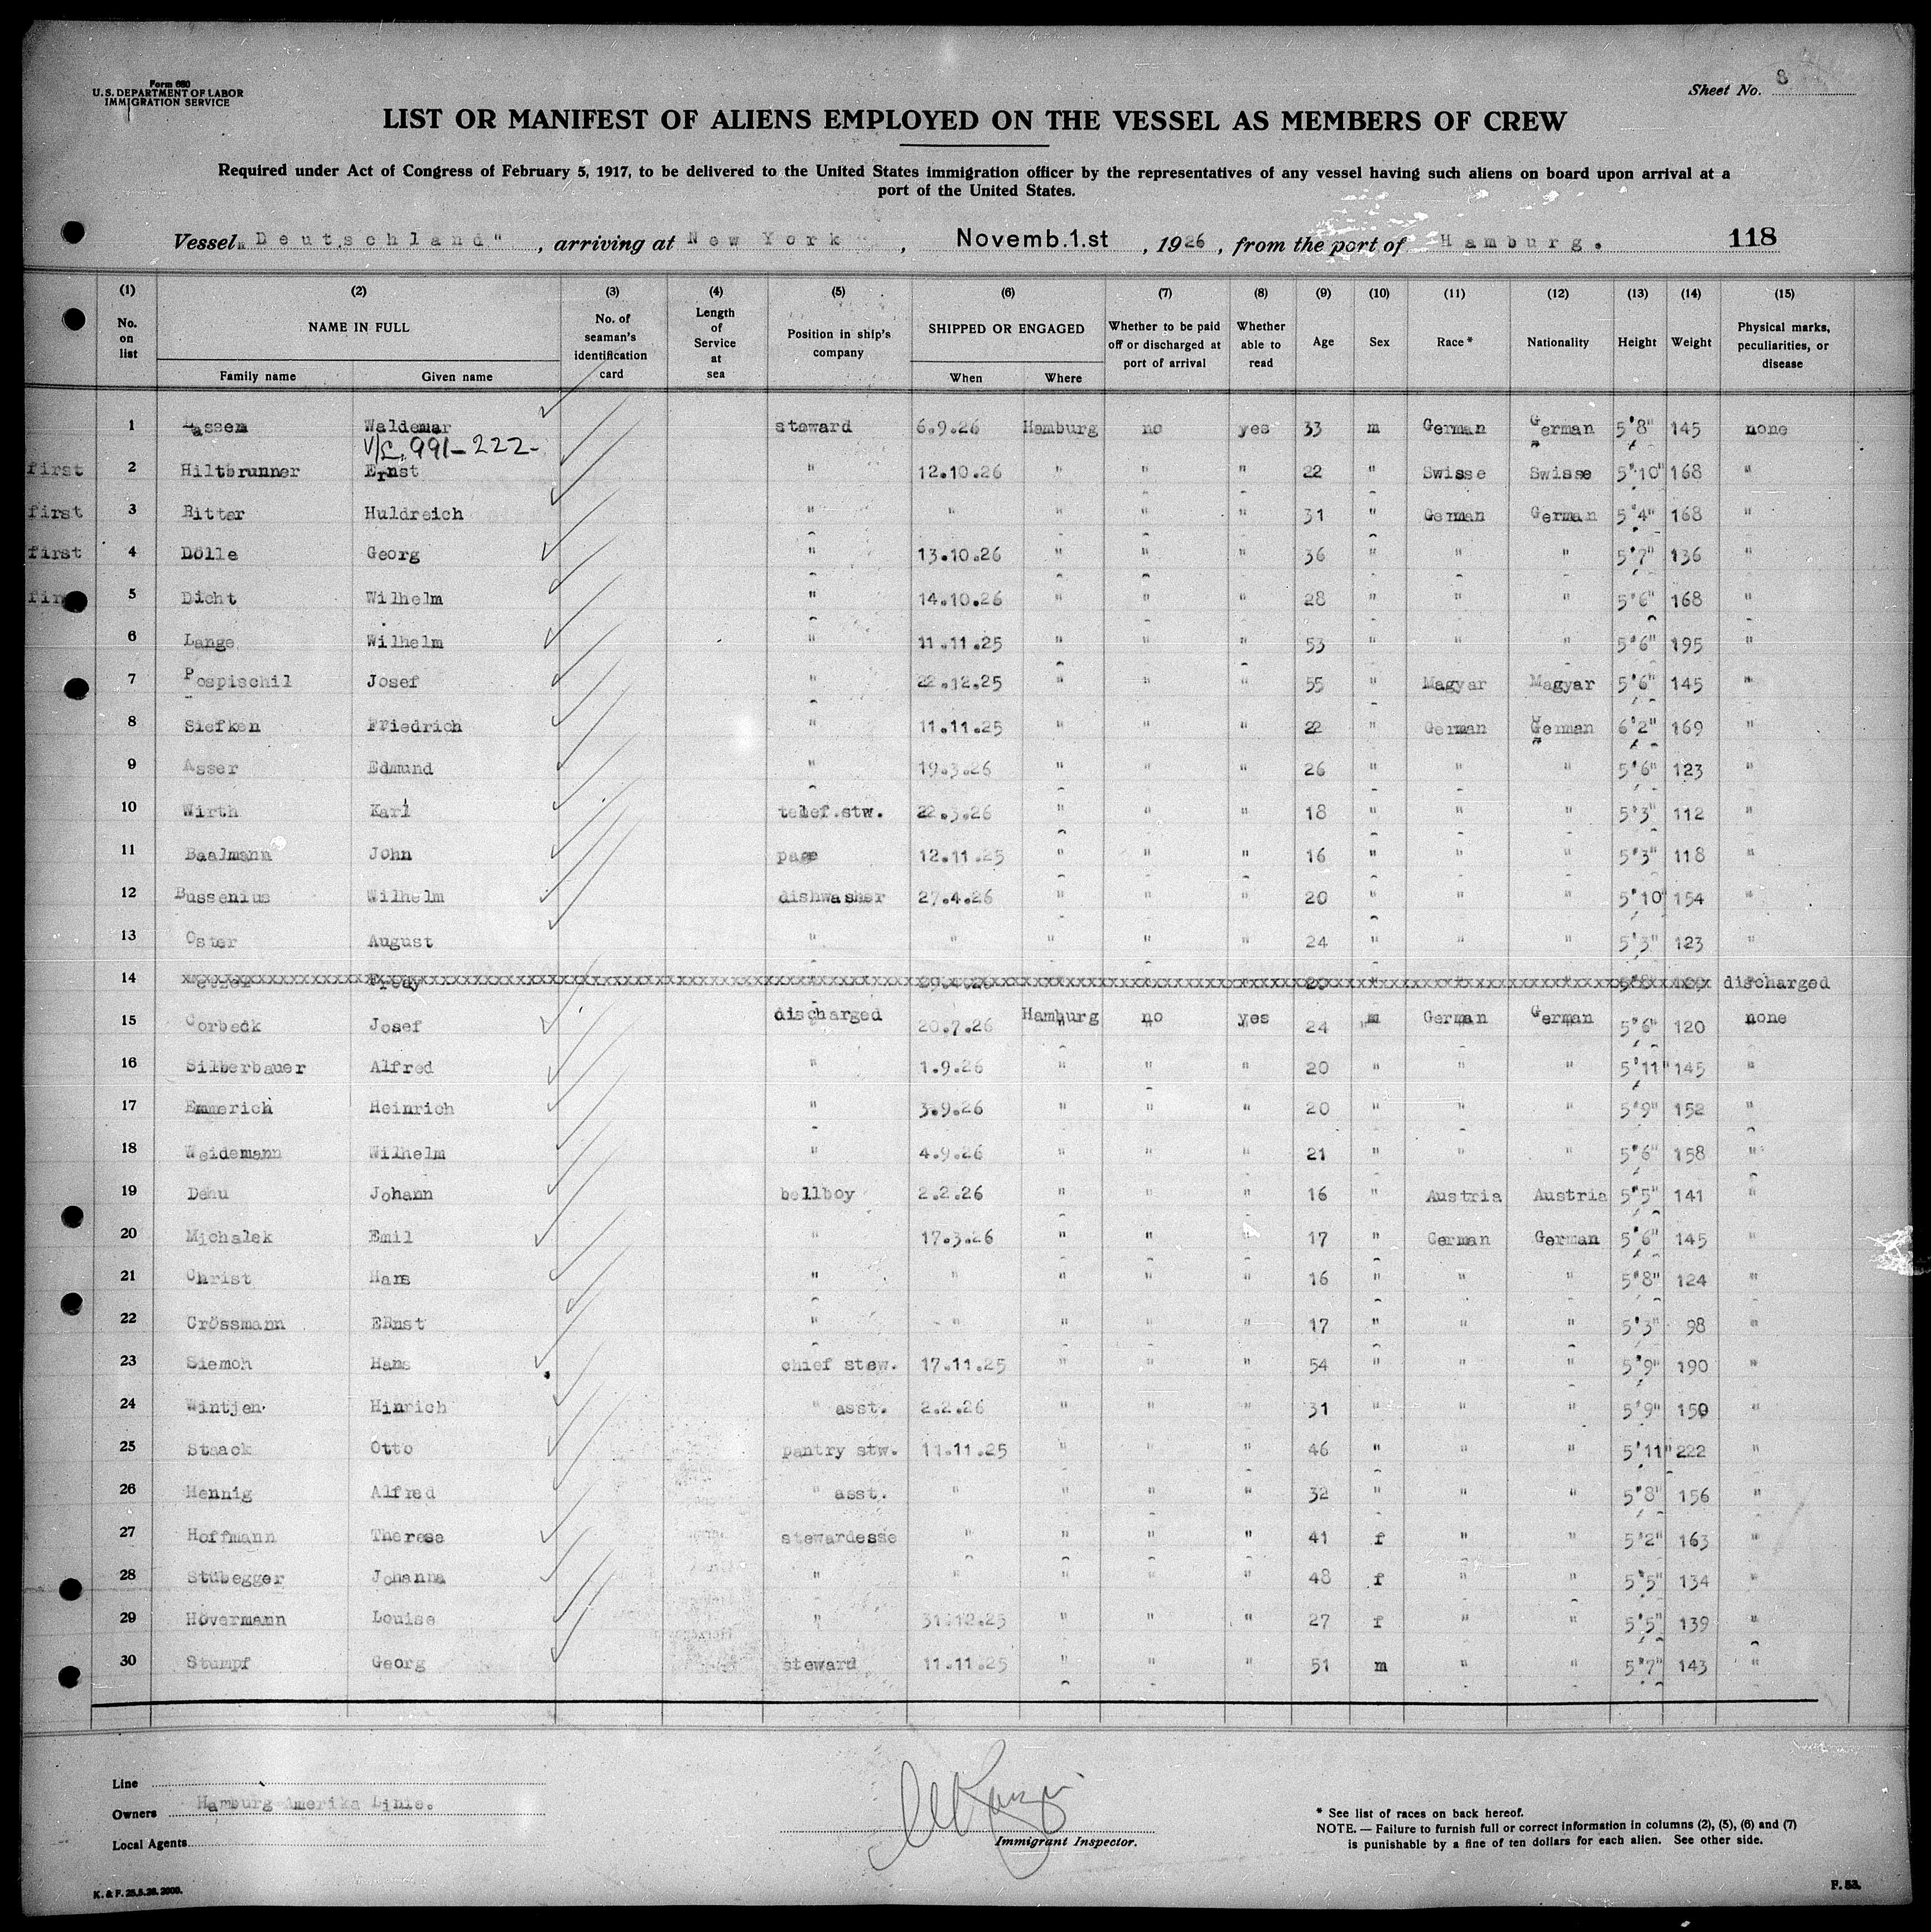 Form 680
U. S. DEPARTMENT OF LABOR
IMMIGRATION SERVICE
Sheet No. 8
LIST OR MANIFEST OF ALIENS EMPLOYED ON THE VESSEL AS MEMBERS OF CREW
Required under Act of Congress of February 5, 1917, to be delivered to the United States immigration officer by the representatives of any vessel having such aliens on board upon arrival at a
port of the United States.
Vessel "Deutschland", arriving at New York, Novemb.1.st, 1926, from the port of Hamburg. 118
(1) (2) (3) (4) (5) (6) (7) (8) (9) (10) (11) (12) (13) (14) (15)
No. on list NAME IN FULL Family name Given name No. of seaman's identification card Length of Service at sea Position in ship's company SHIPPED OR ENGAGED When Where Whether to be paid off or discharged at port of arrival Whether able to read Age Sex Race* Nationality Height Weight Physical marks, peculiarities, or disease
1 Lassem Waldemar steward 6.9.26 Hamburg no yes 33 m German German 5'8" 145 none
V/L 991-222-
first 2 Hiltbrunner Ernst " 12.10.26 " " " 22 " Swisse Swisse 5'10" 168 "
first 3 Ritter Huldreich " " " " " 31 " German German 5'4" 168 "
first 4 Dölle Georg " 13.10.26 " " " 36 " " " 5'7" 136 "
first 5 Dicht Wilhelm " 14.10.26 " " " 28 " " " 5'6" 168 "
6 Lange Wilhelm " 11.11.25 " " " 53 " " " 5'6" 195 "
7 Pospischil Josef " 22.12.25 " " " 55 " Magyar Magyar 5'6" 145 "
8 Siefken Friedrich " 11.11.25 " " " 22 " German German 6'2" 169 "
9 Asser Edmund " 19.3.26 " " " 26 " " " 5'6" 123 "
10 Wirth Karl telef.stw. 22.3.26 " " " 18 " " " 5'3" 112 "
11 Baalmann John page 12.11.25 " " " 16 " " " 5'3" 118 "
12 Bussenius Wilhelm dishwasher 27.4.26 " " " 20 " " " 5'10" 154 "
13 Oster August " " " " " 24 " " " 5'3" 123 "
14 Fredy discharged
15 Corbeck Josef discharged 20.7.26 Hamburg no yes 24 m German German 5'6" 120 none
16 Silberbauer Alfred " 1.9.26 " " " 20 " " " 5'11" 145 "
17 Emmerich Heinrich " 3.9.26 " " " 20 " " " 5'9" 152 "
18 Weidemann Wilhelm " 4.9.26 " " " 21 " " " 5'6" 158 "
19 Dehu Johann bellboy 2.2.26 " " " 16 " Austria Austria 5'5" 141 "
20 Michalek Emil " 17.3.26 " " " 17 " German German 5'6" 145 "
21 Christ Hans " " " " " 16 " " " 5'8" 124 "
22 Crössmann ERnst " " " " " 17 " " " 5'3" 98 "
23 Siemoh Hans chief stew. 17.11.25 " " " 54 " " " 5'9" 190 "
24 Wintjen Hinrich " asst. 2.2.26 " " " 31 " " " 5'9" 150 "
25 Staack Otto pantry stw. 11.11.25 " " " 46 " " " 5'11" 222 "
26 Hennig Alfred " asst. " " " " 32 " " " 5'8" 156 "
27 Hoffmann Therese stewardesse " " " " 41 f " " 5'2" 163 "
28 Stübegger Johanna " " " " " 48 f " " 5'5" 134 "
29 Hövermann Louise " 31.12.25 " " " 27 f " " 5'5" 139 "
30 Stumpf Georg steward 11.11.25 " " " 51 m " " 5'7" 143 "
Line
Owners Hamburg-Amerika Linie.
Local Agents
Immigrant Inspector.
* See list of races on back hereof.
NOTE. — Failure to furnish full or correct information in columns (2), (5), (6) and (7)
is punishable by a fine of ten dollars for each alien. See other side.
K. & F. 25.5.26. 2000.
F. 53.